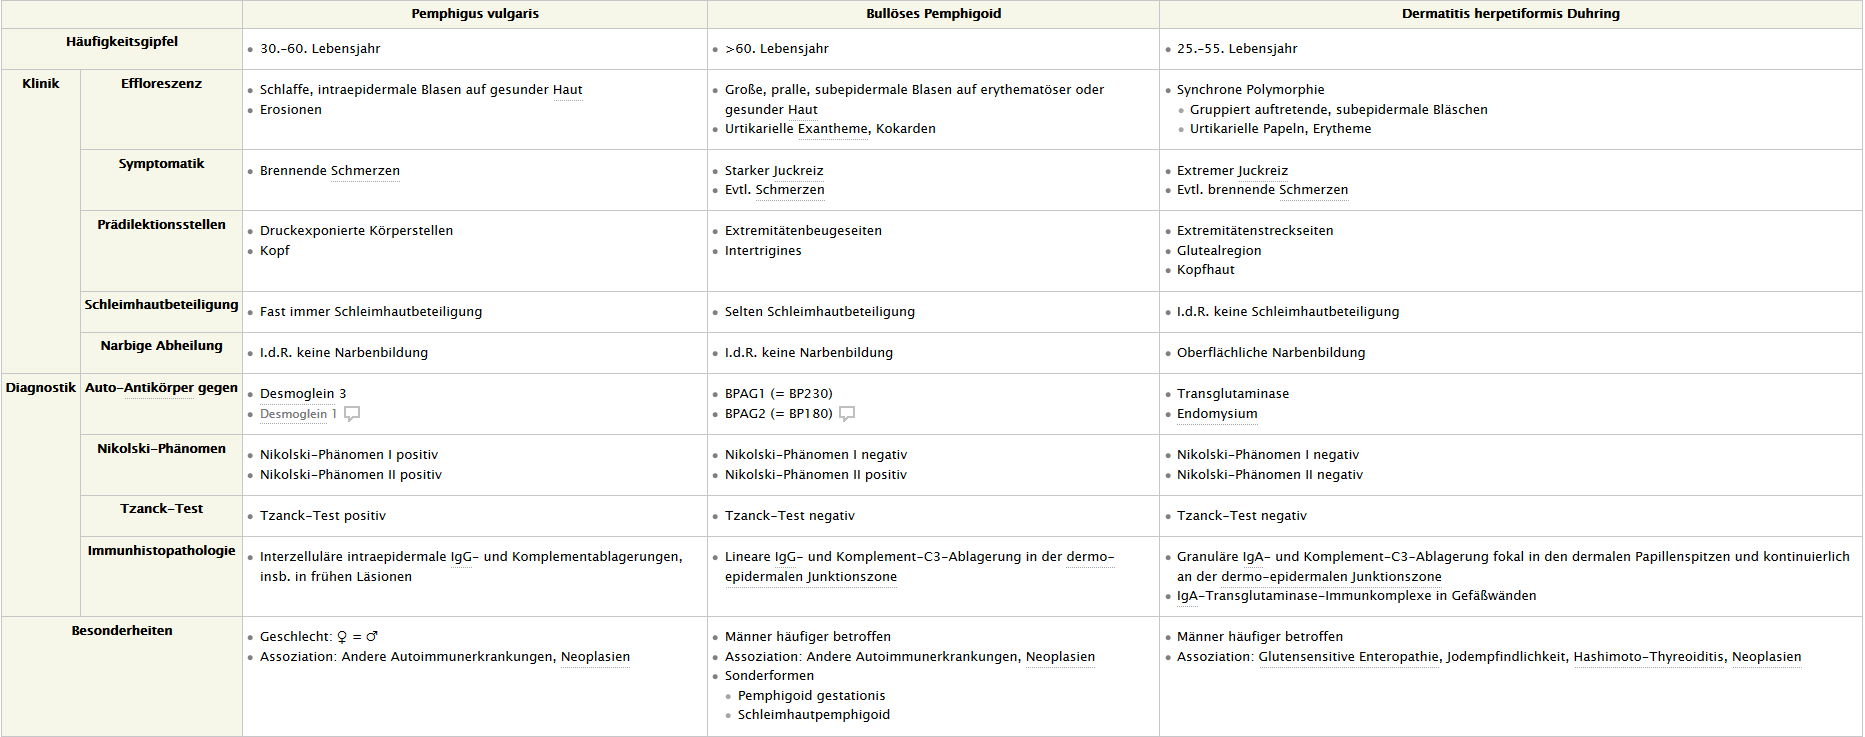 Pemphigus vulgaris
Bullöses Pemphigoid
Dermatitis herpetiformis Duhring
Häufigkeitsgipfel
30.–60. Lebensjahr
>60. Lebensjahr
25.–55. Lebensjahr
Klinik
Effloreszenz
Schlaffe, intraepidermale Blasen auf gesunder Haut
Erosionen
Große, pralle, subepidermale Blasen auf erythematöser oder
gesunder Haut
Urtikarielle Exantheme, Kokarden
Synchrone Polymorphie
Gruppiert auftretende, subepidermale Bläschen
Urtikarielle Papeln, Erytheme
Symptomatik
Brennende Schmerzen
Starker Juckreiz
Evtl. Schmerzen
Extremer Juckreiz
Evtl. brennende Schmerzen
Prädilektionsstellen
Druckexponierte Körperstellen
Kopf
Extremitätenbeugeseiten
Intertrigines
Extremitätenstreckseiten
Glutealregion
Kopfhaut
Schleimhautbeteiligung
Fast immer Schleimhautbeteiligung
Selten Schleimhautbeteiligung
I.d.R. keine Schleimhautbeteiligung
Narbige Abheilung
I.d.R. keine Narbenbildung
I.d.R. keine Narbenbildung
Oberflächliche Narbenbildung
Diagnostik
Auto-Antikörper gegen
Desmoglein 3
Desmoglein 1
BPAG1 (= BP230)
BPAG2 (= BP180)
Transglutaminase
Endomysium
Nikolski-Phänomen
Nikolski-Phänomen I positiv
Nikolski-Phänomen II positiv
Nikolski-Phänomen I negativ
Nikolski-Phänomen II positiv
Nikolski-Phänomen I negativ
Nikolski-Phänomen II negativ
Tzanck-Test
Tzanck-Test positiv
Tzanck-Test negativ
Tzanck-Test negativ
Immunhistopathologie
Interzelluläre intraepidermale IgG- und Komplementablagerungen,
insb. in frühen Läsionen
Lineare IgG- und Komplement-C3-Ablagerung in der dermo-
epidermalen Junktionszone
Granuläre IgA- und Komplement-C3-Ablagerung fokal in den dermalen Papillenspitzen und kontinuierlich
an der dermo-epidermalen Junktionszone
IgA-Transglutaminase-Immunkomplexe in Gefäßwänden
Besonderheiten
Geschlecht: ♀ = ♂
Assoziation: Andere Autoimmunerkrankungen, Neoplasien
Männer häufiger betroffen
Assoziation: Andere Autoimmunerkrankungen, Neoplasien
Sonderformen
Pemphigoid gestationis
Schleimhautpemphigoid
Männer häufiger betroffen
Assoziation: Glutensensitive Enteropathie, Jodempfindlichkeit, Hashimoto-Thyreoiditis, Neoplasien